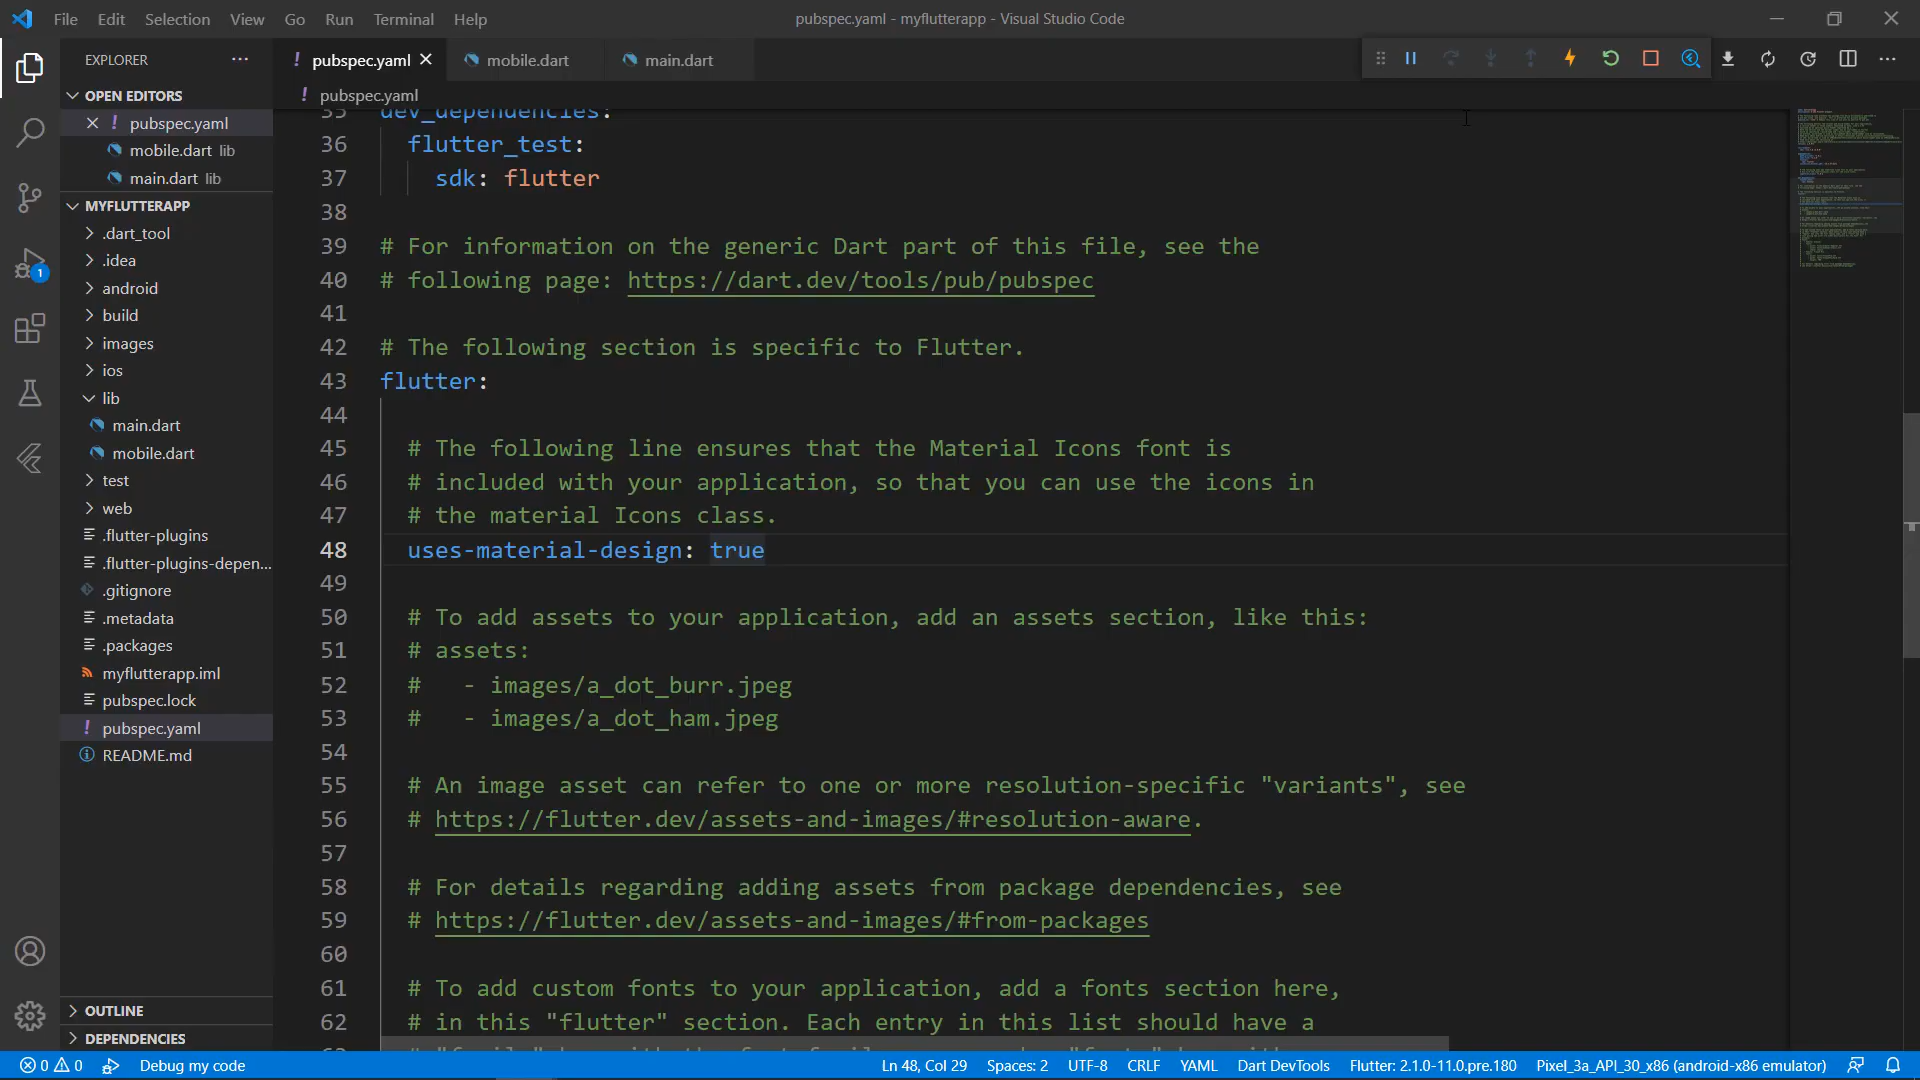 File Edit Selection View Go Run Terminal Help
pubspec.yaml - myflutterapp - Visual Studio Code
EXPLORER
OPEN EDITORS
! pubspec.yaml
mobile.dart lib
main.dart lib
MYFLUTTERAPP
.dart_tool
.idea
android
build
images
ios
lib
main.dart
mobile.dart
test
web
.flutter-plugins
.flutter-plugins-depen...
.gitignore
.metadata
.packages
myflutterapp.iml
pubspec.lock
! pubspec.yaml
README.md
OUTLINE
DEPENDENCIES
1
! pubspec.yaml mobile.dart main.dart
! pubspec.yaml
35 dev_dependencies:
36 flutter_test:
37 sdk: flutter
38
39 # For information on the generic Dart part of this file, see the
40 # following page: https://dart.dev/tools/pub/pubspec
41
42 # The following section is specific to Flutter.
43 flutter:
44
45 # The following line ensures that the Material Icons font is
46 # included with your application, so that you can use the icons in
47 # the material Icons class.
48 uses-material-design: true
49
50 # To add assets to your application, add an assets section, like this:
51 # assets:
52 #   - images/a_dot_burr.jpeg
53 #   - images/a_dot_ham.jpeg
54
55 # An image asset can refer to one or more resolution-specific "variants", see
56 # https://flutter.dev/assets-and-images/#resolution-aware.
57
58 # For details regarding adding assets from package dependencies, see
59 # https://flutter.dev/assets-and-images/#from-packages
60
61 # To add custom fonts to your application, add a fonts section here,
62 # in this "flutter" section. Each entry in this list should have a
0 0 Debug my code Ln 48, Col 29 Spaces: 2 UTF-8 CRLF YAML Dart DevTools Flutter: 2.1.0-11.0.pre.180 Pixel_3a_API_30_x86 (android-x86 emulator)